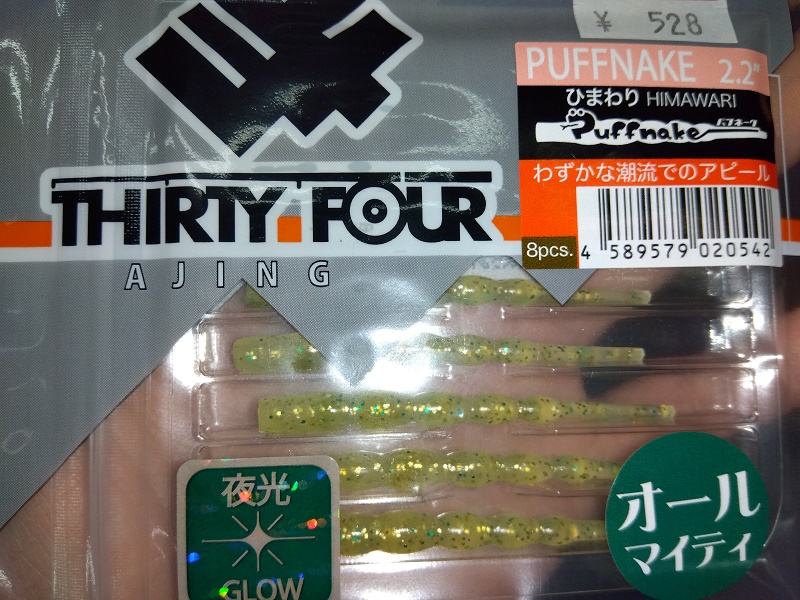 ¥ 528
PUFFNAKE 2.2"
ひまわり HIMAWARI
Puffnake パフネーク
わずかな潮流でのアピール
8pcs.
4 589579 020542
THIRTY FOUR
AJING
夜光
GLOW
オール
マイティ